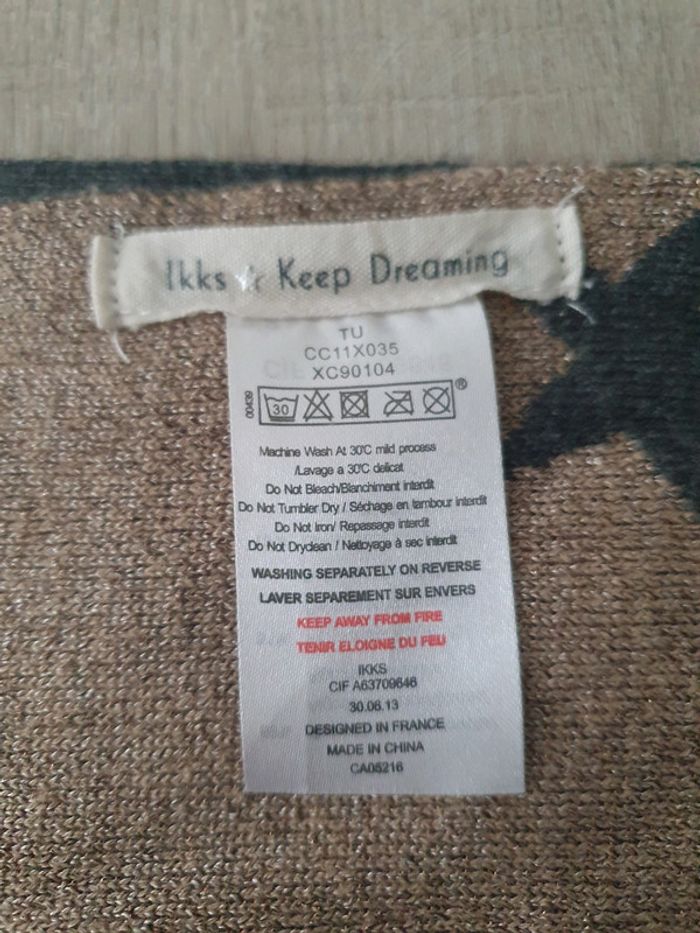 Ikks ☆ Keep Dreaming
TU
CC11X035
XC90104
00439
30
®
Machine Wash At 30'C mild process
/Lavage a 30'C delicat
Do Not Bleach/Blanchiment interdit
Do Not Tumbler Dry / Séchage en tambour interdit
Do Not Iron/ Repassage interdit
Do Not Dryclean / Nettoyage à sec interdit
WASHING SEPARATELY ON REVERSE
LAVER SEPAREMENT SUR ENVERS
KEEP AWAY FROM FIRE
TENIR ELOIGNE DU FEU
IKKS
CIF A63709646
30.06.13
DESIGNED IN FRANCE
MADE IN CHINA
CA05216